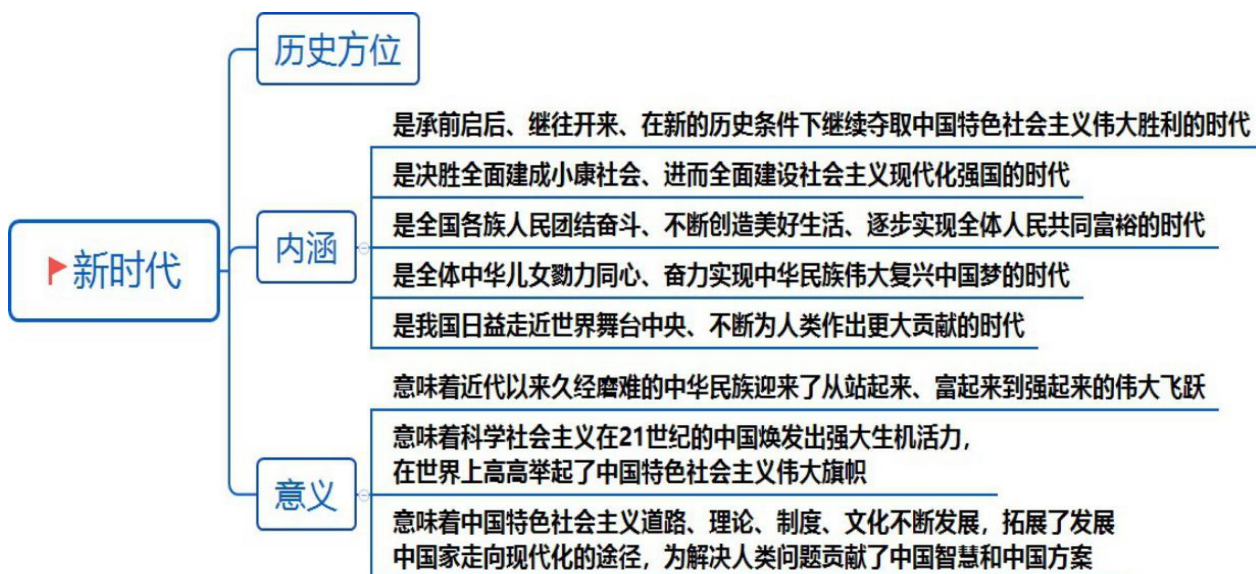 历史方位
是承前启后、继往开来、在新的历史条件下继续夺取中国特色社会主义伟大胜利的时代
是决胜全面建成小康社会、进而全面建设社会主义现代化强国的时代
新时代
内涵
是全国各族人民团结奋斗、不断创造美好生活、逐步实现全体人民共同富裕的时代
是全体中华儿女勠力同心、奋力实现中华民族伟大复兴中国梦的时代
是我国日益走近世界舞台中央、不断为人类作出更大贡献的时代
意味着近代以来久经磨难的中华民族迎来了从站起来、富起来到强起来的伟大飞跃
意味着科学社会主义在21世纪的中国焕发出强大生机活力，
在世界上高高举起了中国特色社会主义伟大旗帜
意义
意味着中国特色社会主义道路、理论、制度、文化不断发展，拓展了发展
中国家走向现代化的途径，为解决人类问题贡献了中国智慧和中国方案